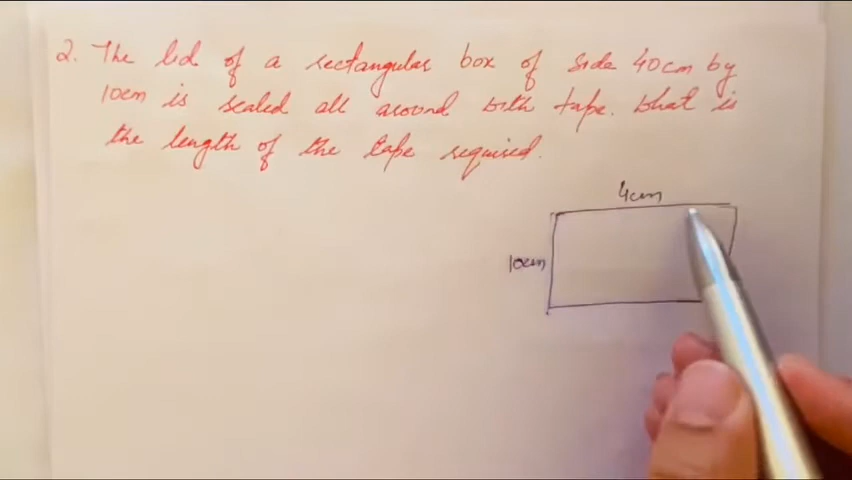 2. The lid of a rectangular box of side 40cm by
10cm is sealed all around with tape. What is
the length of the tape required.
4cm
10cm